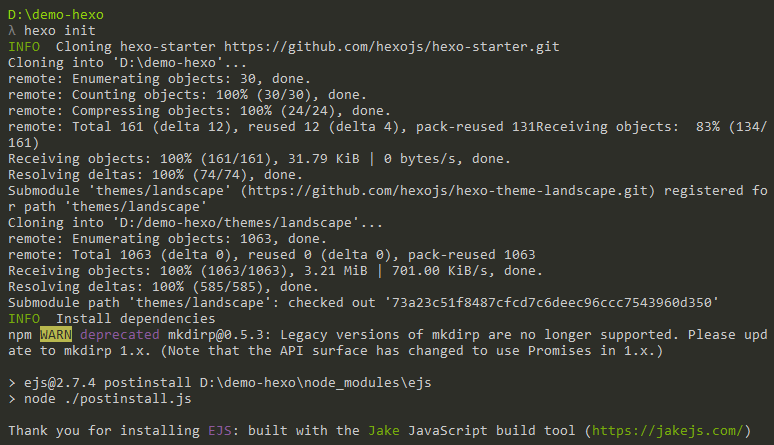 D:\demo-hexo
λ hexo init
INFO  Cloning hexo-starter https://github.com/hexojs/hexo-starter.git
Cloning into 'D:\demo-hexo'...
remote: Enumerating objects: 30, done.
remote: Counting objects: 100% (30/30), done.
remote: Compressing objects: 100% (24/24), done.
remote: Total 161 (delta 12), reused 12 (delta 4), pack-reused 131Receiving objects:  83% (134/
161)
Receiving objects: 100% (161/161), 31.79 KiB | 0 bytes/s, done.
Resolving deltas: 100% (74/74), done.
Submodule 'themes/landscape' (https://github.com/hexojs/hexo-theme-landscape.git) registered fo
r path 'themes/landscape'
Cloning into 'D:/demo-hexo/themes/landscape'...
remote: Enumerating objects: 1063, done.
remote: Total 1063 (delta 0), reused 0 (delta 0), pack-reused 1063
Receiving objects: 100% (1063/1063), 3.21 MiB | 701.00 KiB/s, done.
Resolving deltas: 100% (585/585), done.
Submodule path 'themes/landscape': checked out '73a23c51f8487cfcd7c6deec96ccc7543960d350'
INFO  Install dependencies
npm WARN deprecated mkdirp@0.5.3: Legacy versions of mkdirp are no longer supported. Please upd
ate to mkdirp 1.x. (Note that the API surface has changed to use Promises in 1.x.)
> ejs@2.7.4 postinstall D:\demo-hexo\node_modules\ejs
> node ./postinstall.js
Thank you for installing EJS: built with the Jake JavaScript build tool (https://jakejs.com/)